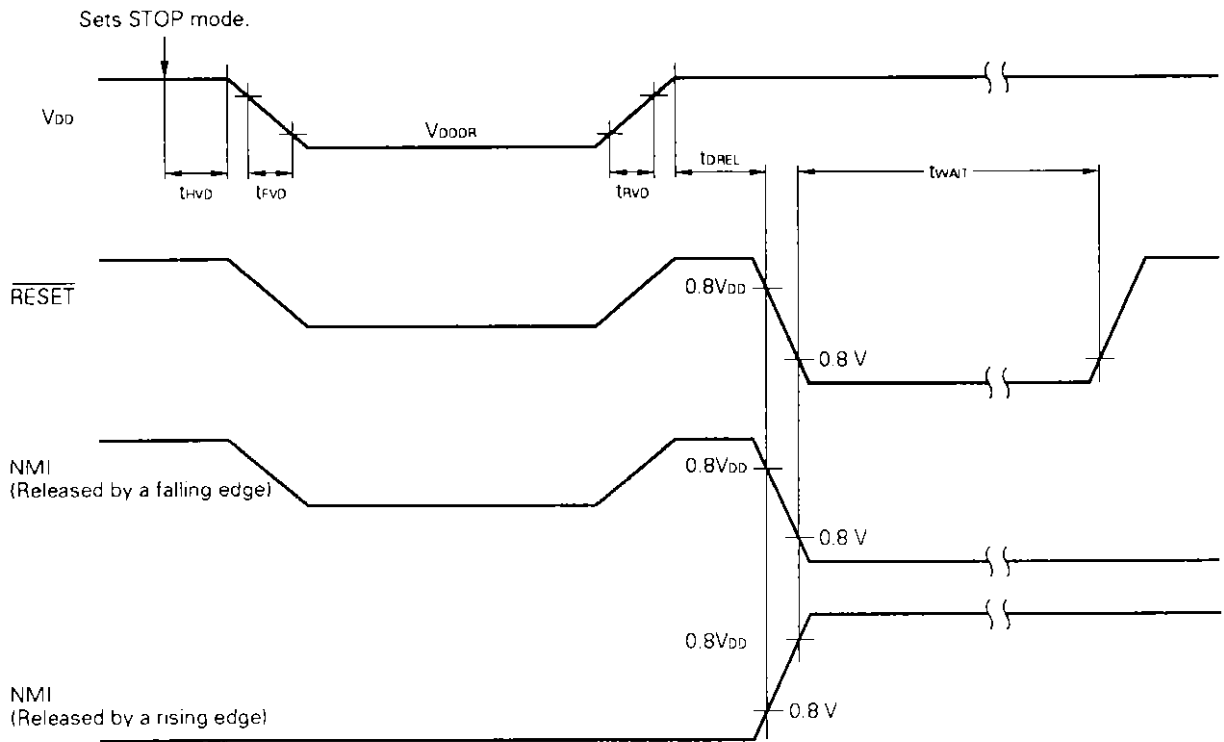 Sets STOP mode.
VDD
VDDDR
tHVD
tFVD
tRVD
tDREL
tWAIT
RESET
0.8VDD
0.8 V
NMI
(Released by a falling edge)
0.8VDD
0.8 V
0.8VDD
NMI
(Released by a rising edge)
0.8 V